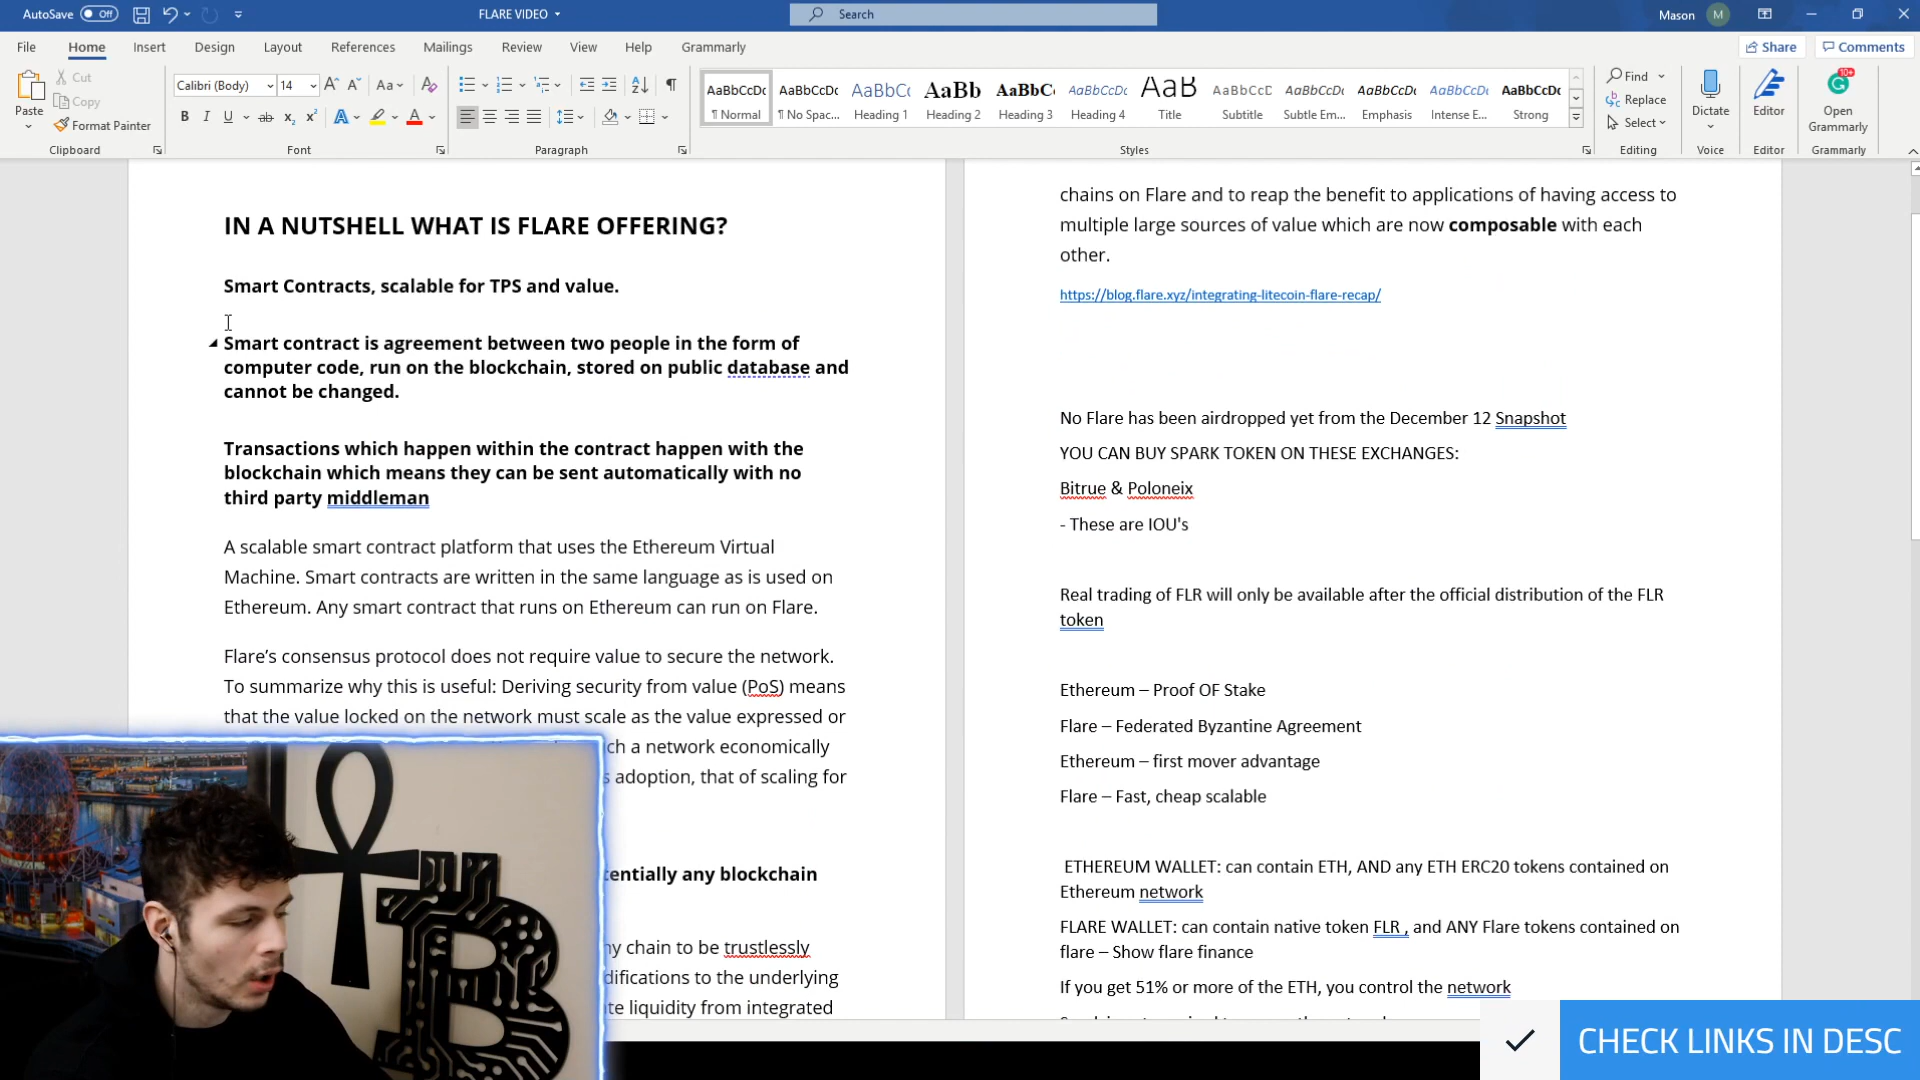 AutoSave Off
FLARE VIDEO
Search
Mason M
File Home Insert Design Layout References Mailings Review View Help Grammarly
Share Comments
Paste Cut Copy Format Painter
Calibri (Body) 14
¶ Normal ¶ No Spac... Heading 1 Heading 2 Heading 3 Heading 4 Title Subtitle Subtle Em... Emphasis Intense E... Strong
Find Replace Select
Dictate Editor Open Grammarly
Clipboard Font Paragraph Styles Editing Voice Editor Grammarly
IN A NUTSHELL WHAT IS FLARE OFFERING?
Smart Contracts, scalable for TPS and value.
Smart contract is agreement between two people in the form of
computer code, run on the blockchain, stored on public database and
cannot be changed.
Transactions which happen within the contract happen with the
blockchain which means they can be sent automatically with no
third party middleman
A scalable smart contract platform that uses the Ethereum Virtual
Machine. Smart contracts are written in the same language as is used on
Ethereum. Any smart contract that runs on Ethereum can run on Flare.
Flare’s consensus protocol does not require value to secure the network.
To summarize why this is useful: Deriving security from value (PoS) means
that the value locked on the network must scale as the value expressed or
a network economically
adoption, that of scaling for
any blockchain
chain to be trustlessly
to the underlying
liquidity from integrated
chains on Flare and to reap the benefit to applications of having access to
multiple large sources of value which are now composable with each
other.
https://blog.flare.xyz/integrating-litecoin-flare-recap/
No Flare has been airdropped yet from the December 12 Snapshot
YOU CAN BUY SPARK TOKEN ON THESE EXCHANGES:
Bitrue & Poloneix
- These are IOU's
Real trading of FLR will only be available after the official distribution of the FLR
token
Ethereum – Proof OF Stake
Flare – Federated Byzantine Agreement
Ethereum – first mover advantage
Flare – Fast, cheap scalable
ETHEREUM WALLET: can contain ETH, AND any ETH ERC20 tokens contained on
Ethereum network
FLARE WALLET: can contain native token FLR , and ANY Flare tokens contained on
flare – Show flare finance
If you get 51% or more of the ETH, you control the network
CHECK LINKS IN DESC